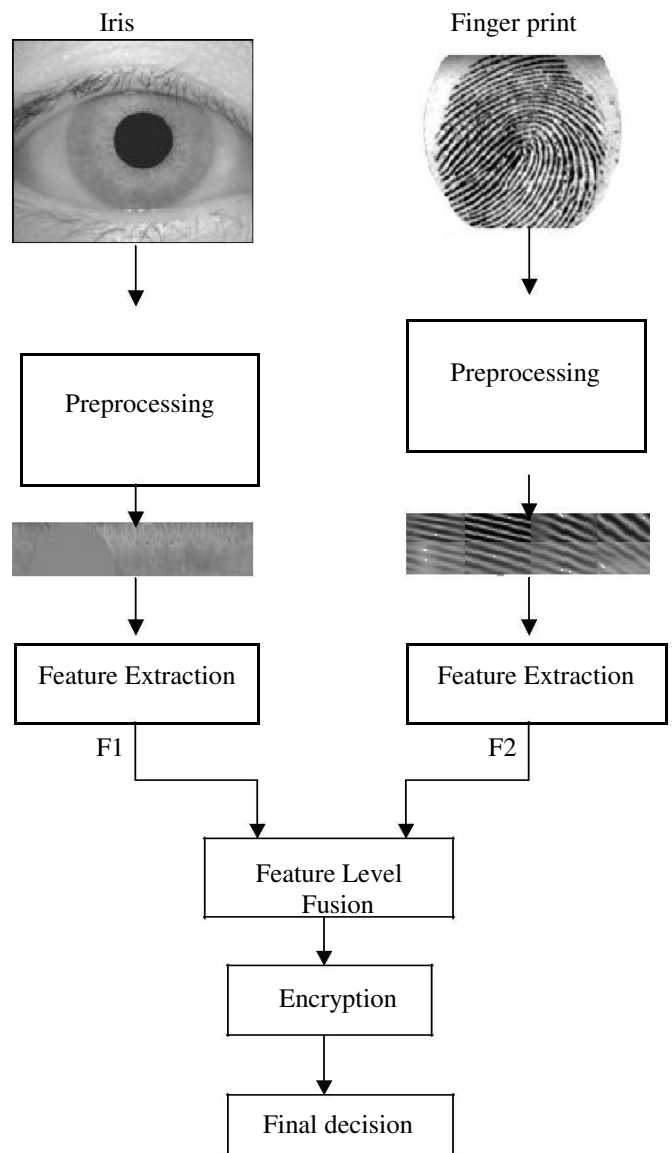 Iris
Finger print
Preprocessing
Preprocessing
Feature Extraction
Feature Extraction
F1
F2
Feature Level
Fusion
Encryption
Final decision